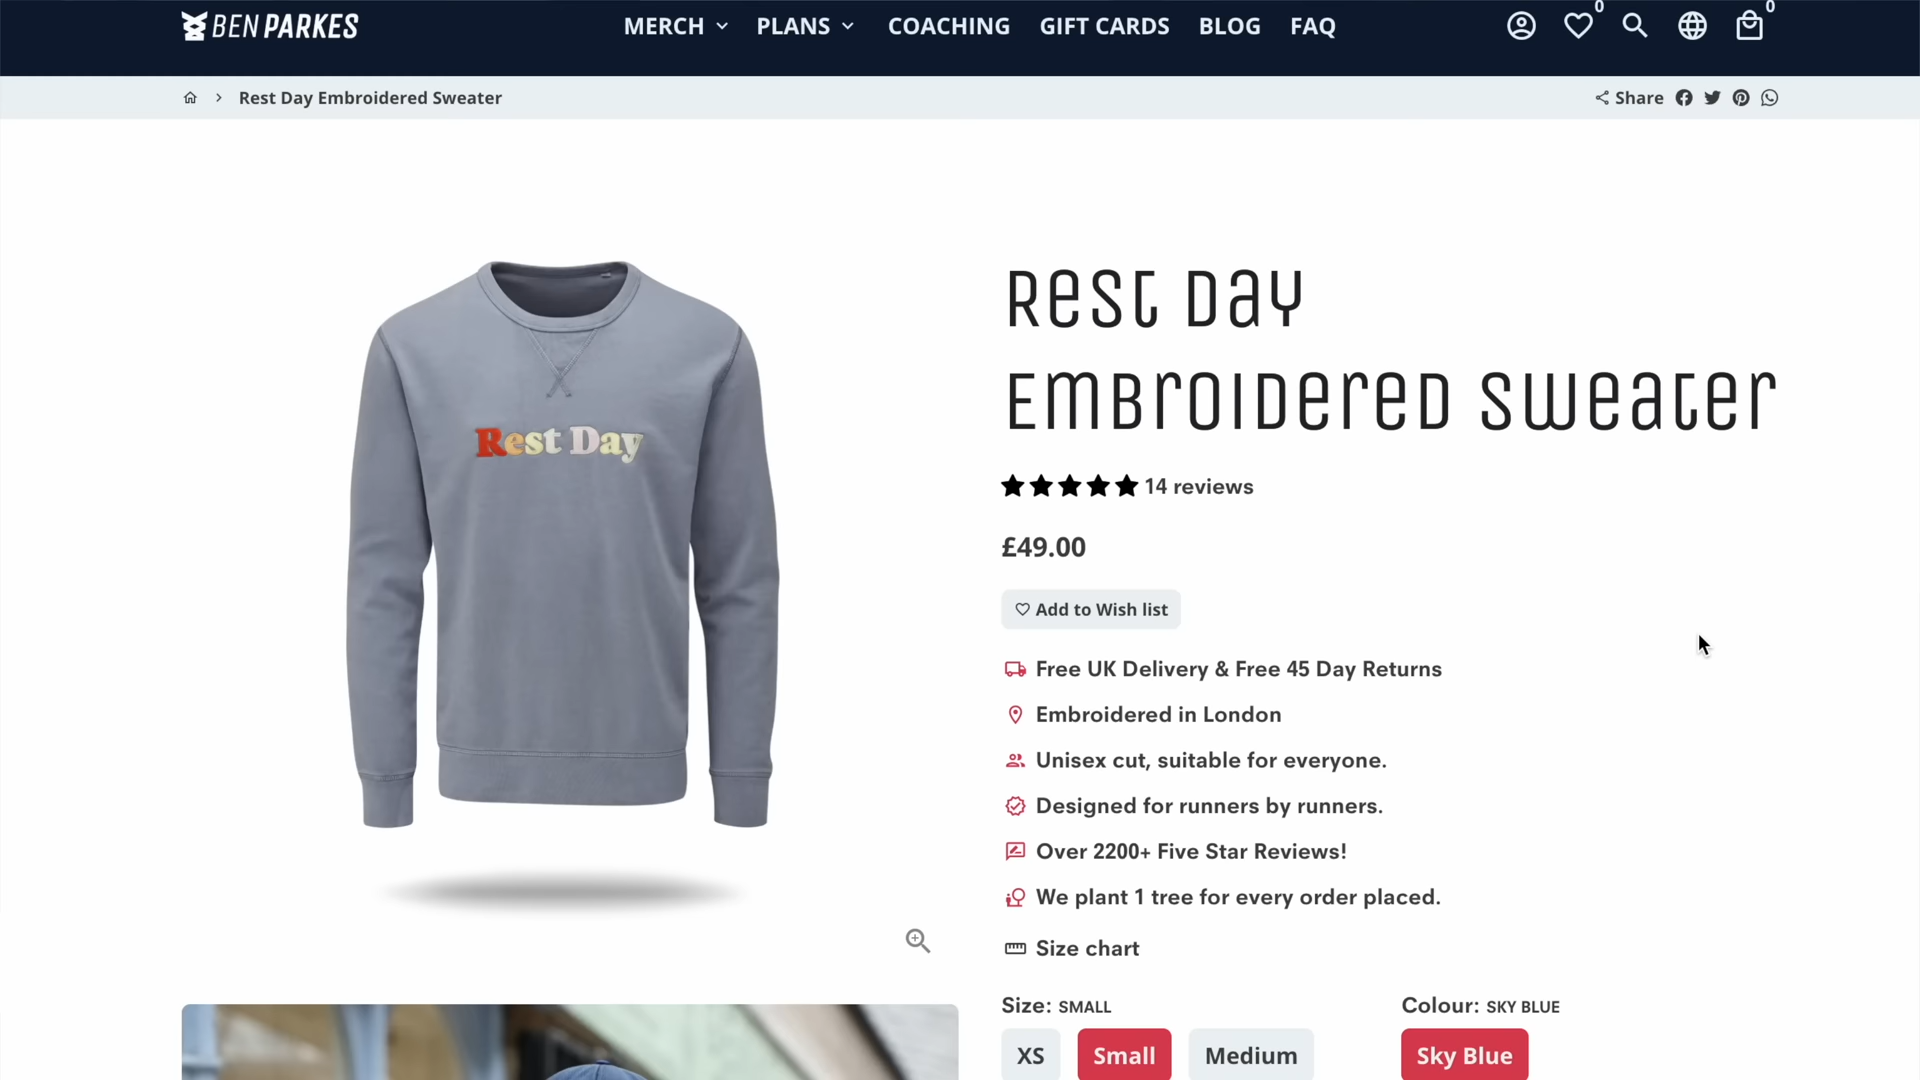 BEN PARKES
MERCH PLANS COACHING GIFT CARDS BLOG FAQ
0
0
Rest Day Embroidered Sweater
Share
Rest Day
Rest Day
Embroidered Sweater
14 reviews
£49.00
Add to Wish list
Free UK Delivery & Free 45 Day Returns
Embroidered in London
Unisex cut, suitable for everyone.
Designed for runners by runners.
Over 2200+ Five Star Reviews!
We plant 1 tree for every order placed.
Size chart
Size: SMALL
Colour: SKY BLUE
XS Small Medium
Sky Blue